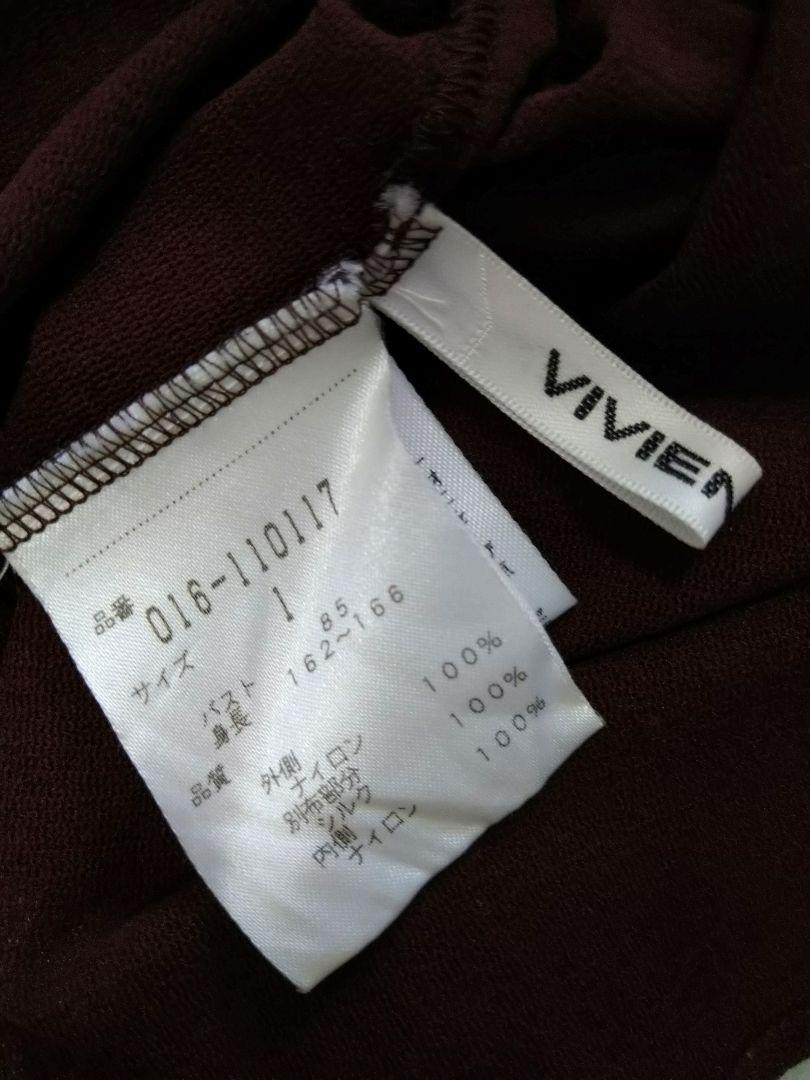 VIVIEN
品番 016-110117
サイズ 1
バスト 85
身長 162~166
品質 外側
ナイロン 100%
別布部分
シルク 100%
内側
ナイロン 100%